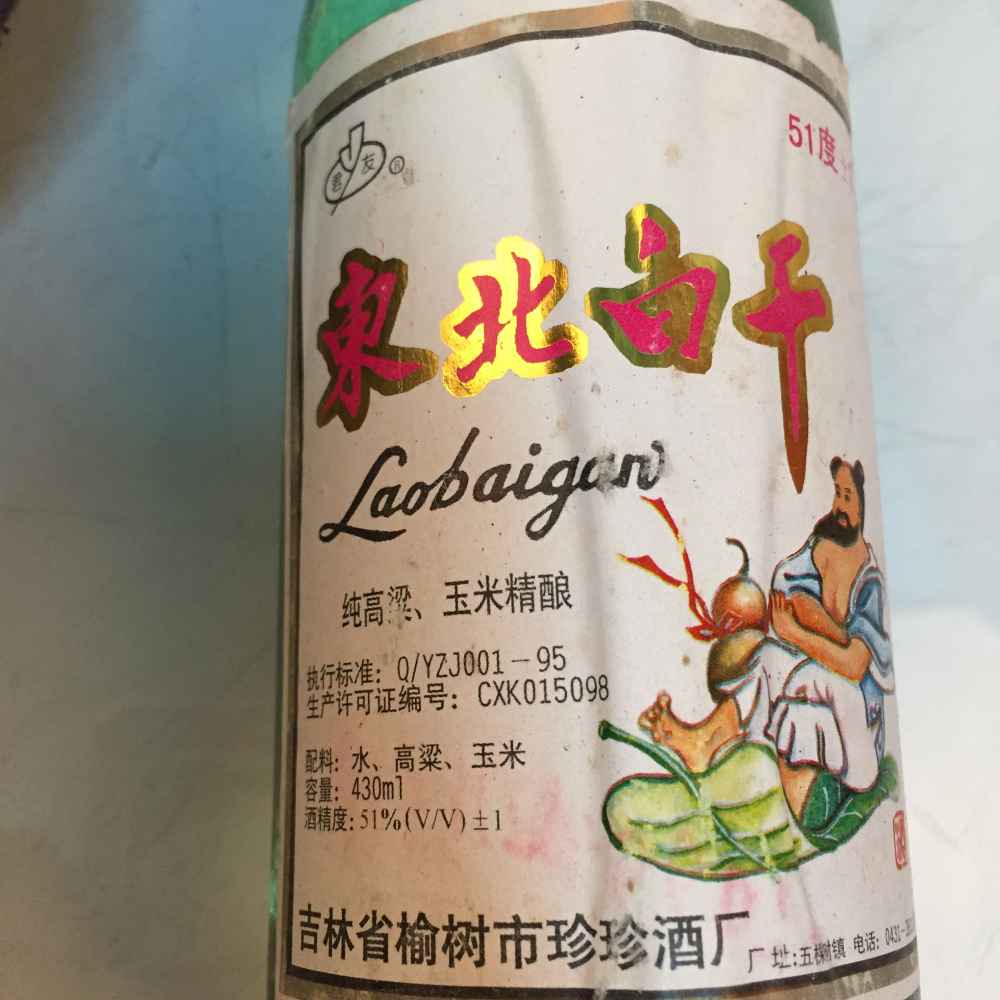 友
51度
東北白干
Laobaigan
纯高粱、玉米精酿
执行标准: Q/YZJ001-95
生产许可证编号: CXK015098
配料: 水、高粱、玉米
容量: 430ml
酒精度: 51%(V/V)±1
吉林省榆树市珍珍酒厂
厂址:五棵树镇 电话: 0431-